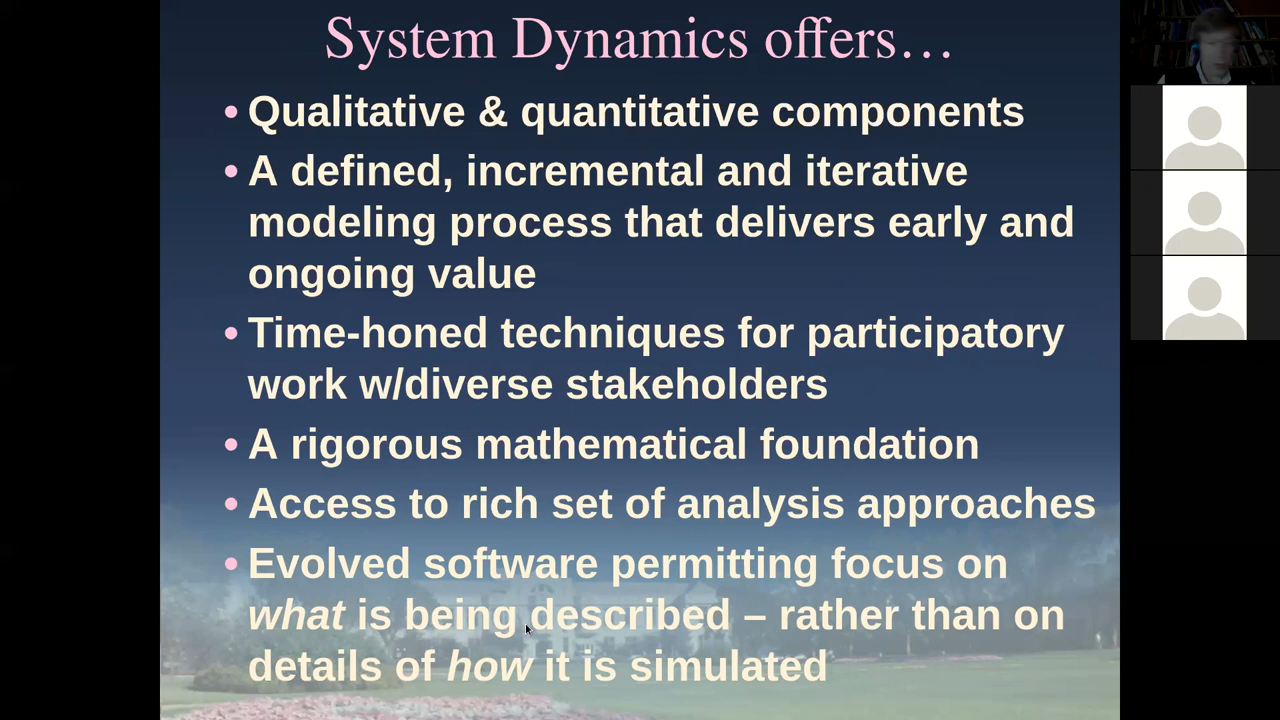 System Dynamics offers…
• Qualitative & quantitative components
• A defined, incremental and iterative
modeling process that delivers early and
ongoing value
• Time-honed techniques for participatory
work w/diverse stakeholders
• A rigorous mathematical foundation
• Access to rich set of analysis approaches
• Evolved software permitting focus on
what is being described – rather than on
details of how it is simulated